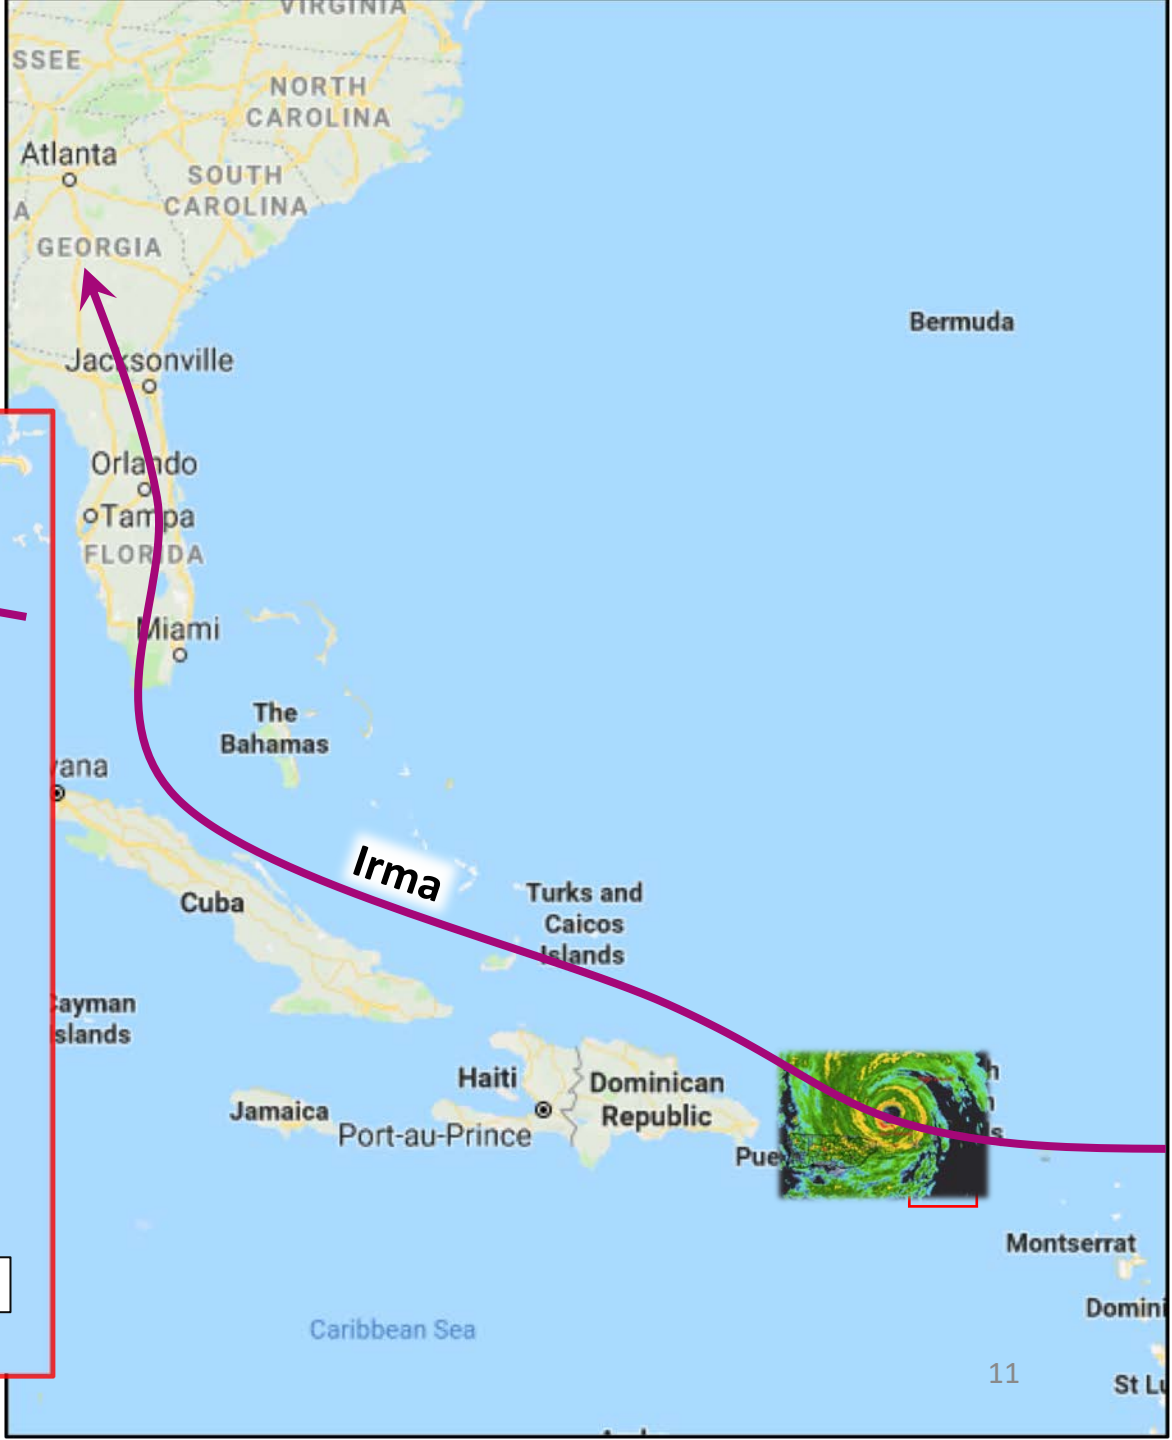 VIRGINIA
SSEE
NORTH
CAROLINA
Atlanta
SOUTH
CAROLINA
A
GEORGIA
Bermuda
Jacksonville
Orlando
Tampa
FLORIDA
Miami
The
Bahamas
vana
Irma
Turks and
Caicos
Islands
Cuba
Cayman
slands
Haiti
Dominican
Republic
Jamaica
Port-au-Prince
Pue
h
n
s
Montserrat
Domini
Caribbean Sea
11
St Lu